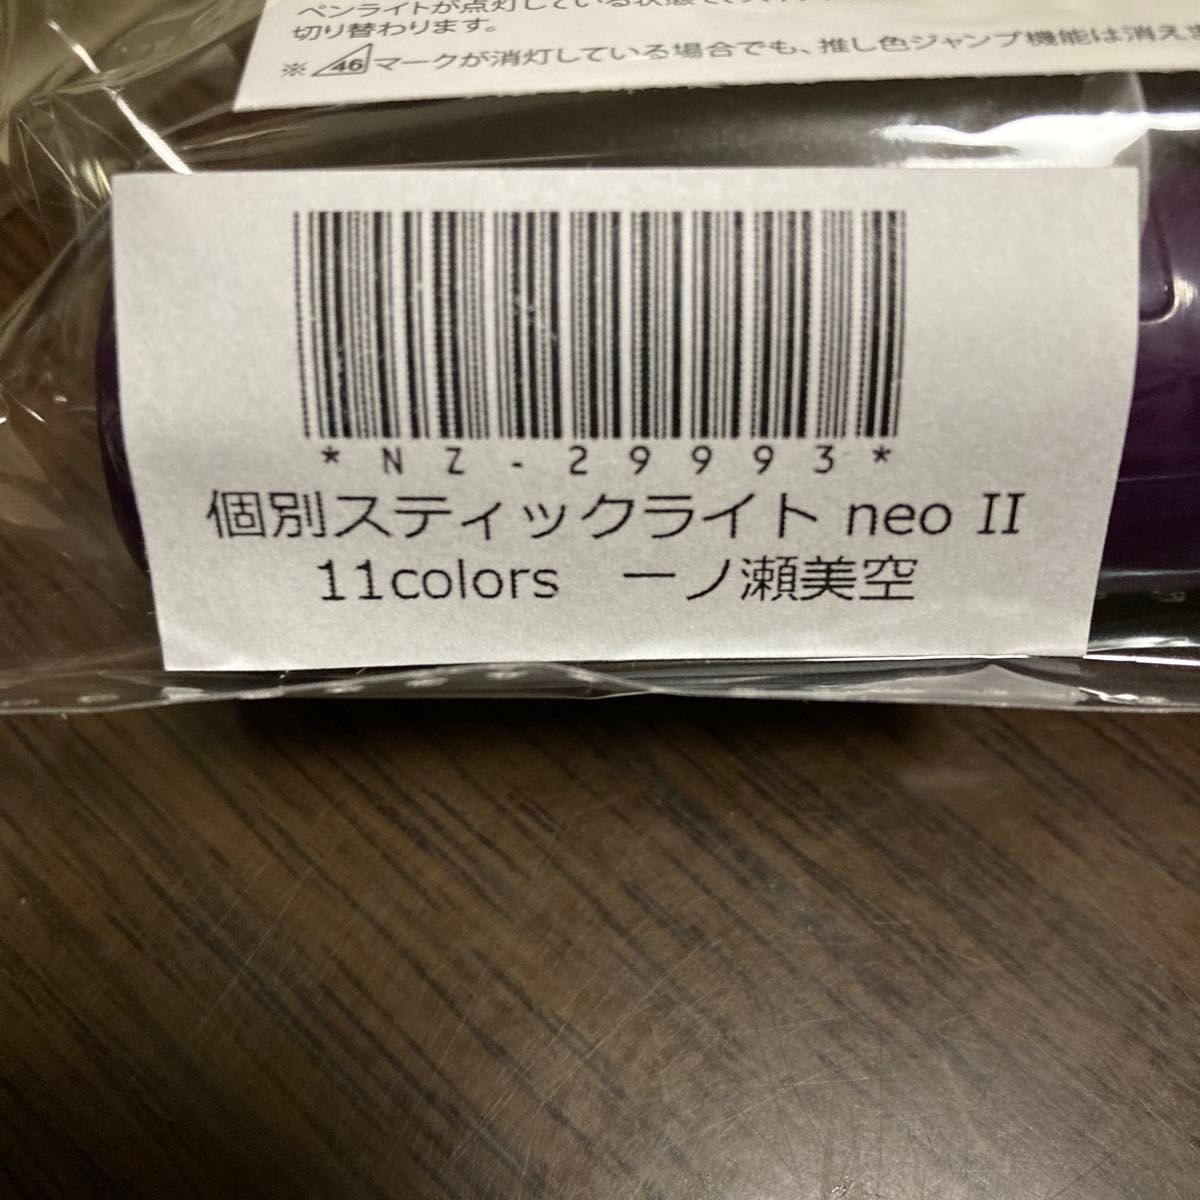 ペンライトが点灯している状態で、
切り替わります。
※ 46 マークが消灯している場合でも、推し色ジャンプ機能は消え
*NZ-29993*
個別スティックライト neo II
11colors 一ノ瀬美空